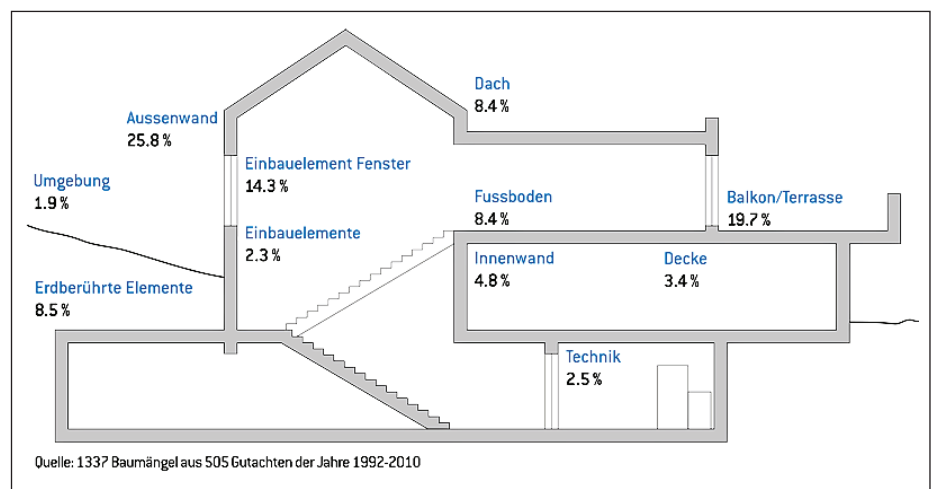 Dach
8.4 %
Aussenwand
25.8 %
Einbauelement Fenster
14.3 %
Umgebung
1.9 %
Fussboden
8.4 %
Balkon/Terrasse
19.7 %
Einbauelemente
2.3 %
Innenwand
4.8 %
Decke
3.4 %
Erdberührte Elemente
8.5 %
Technik
2.5 %
Quelle: 1337 Baumängel aus 505 Gutachten der Jahre 1992-2010